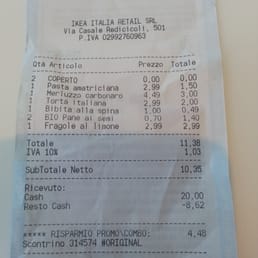 IKEA ITALIA RETAIL SRL
Via Casale Redicicoli, 501
P.IVA 02992760963
Qtà Articolo Prezzo Totale
2 COPERTO 0,00 0,00
1 Pasta amatriciana 2,99 1,50
1 Merluzzo carbonaro 4,49 3,00
1 Torta italiana 2,99 2,00
1 Bibita alla spina 1,00 0,49
2 BIO Pane ai semi 0,70 1,40
1 Fragole al limone 2,99 2,99
Totale 11,38
IVA 10% 1,03
SubTotale Netto 10,35
Ricevuto:
Cash 20,00
Resto Cash -8,62
***** RISPARMIO PROMO\COMBO: 4,48
Scontrino 314574 #ORIGINAL